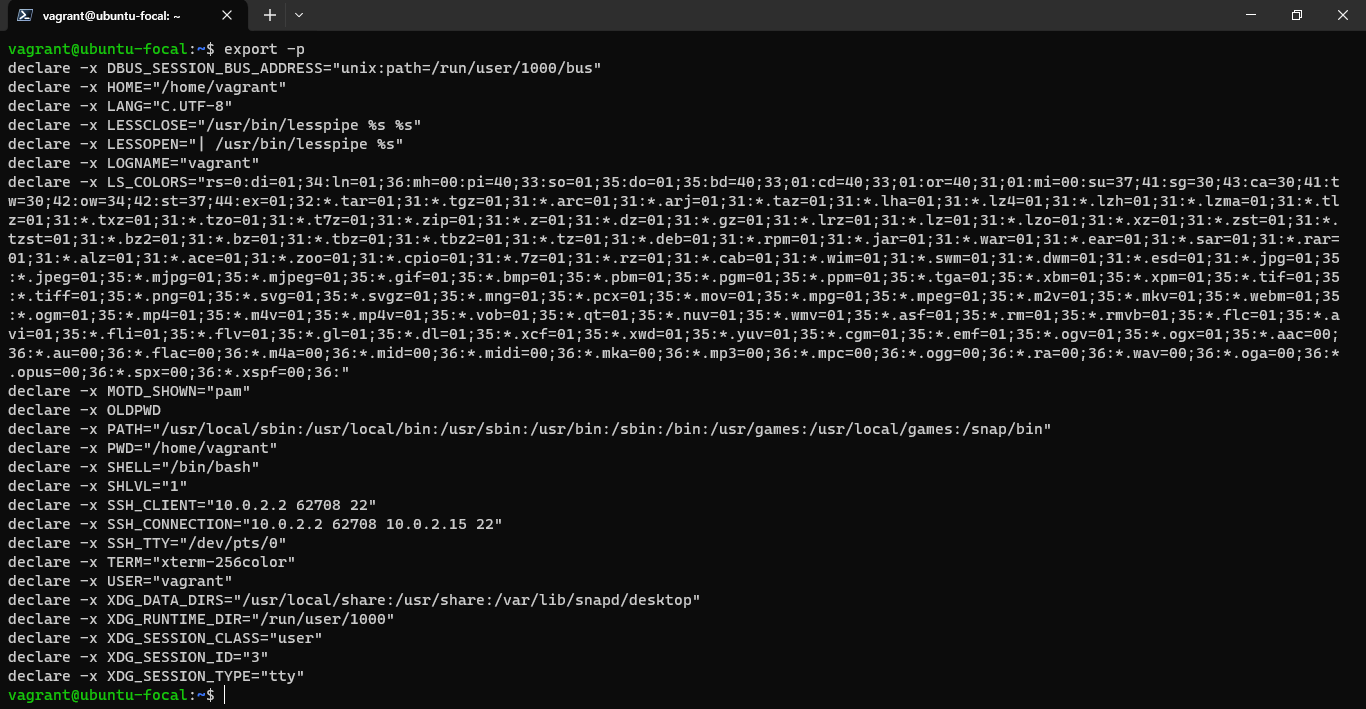 vagrant@ubuntu-focal: ~
vagrant@ubuntu-focal:~$ export -p
declare -x DBUS_SESSION_BUS_ADDRESS="unix:path=/run/user/1000/bus"
declare -x HOME="/home/vagrant"
declare -x LANG="C.UTF-8"
declare -x LESSCLOSE="/usr/bin/lesspipe %s %s"
declare -x LESSOPEN="| /usr/bin/lesspipe %s"
declare -x LOGNAME="vagrant"
declare -x LS_COLORS="rs=0:di=01;34:ln=01;36:mh=00:pi=40;33:so=01;35:do=01;35:bd=40;33;01:cd=40;33;01:or=40;31;01:mi=00:su=37;41:sg=30;43:ca=30;41:t
w=30;42:ow=34;42:st=37;44:ex=01;32:*.tar=01;31:*.tgz=01;31:*.arc=01;31:*.arj=01;31:*.taz=01;31:*.lha=01;31:*.lz4=01;31:*.lzh=01;31:*.lzma=01;31:*.tl
z=01;31:*.txz=01;31:*.tzo=01;31:*.t7z=01;31:*.zip=01;31:*.z=01;31:*.dz=01;31:*.gz=01;31:*.lrz=01;31:*.lz=01;31:*.lzo=01;31:*.xz=01;31:*.zst=01;31:*.
tzst=01;31:*.bz2=01;31:*.bz=01;31:*.tbz=01;31:*.tbz2=01;31:*.tz=01;31:*.deb=01;31:*.rpm=01;31:*.jar=01;31:*.war=01;31:*.ear=01;31:*.sar=01;31:*.rar=
01;31:*.alz=01;31:*.ace=01;31:*.zoo=01;31:*.cpio=01;31:*.7z=01;31:*.rz=01;31:*.cab=01;31:*.wim=01;31:*.swm=01;31:*.dwm=01;31:*.esd=01;31:*.jpg=01;35
:*.jpeg=01;35:*.mjpg=01;35:*.mjpeg=01;35:*.gif=01;35:*.bmp=01;35:*.pbm=01;35:*.pgm=01;35:*.ppm=01;35:*.tga=01;35:*.xbm=01;35:*.xpm=01;35:*.tif=01;35
:*.tiff=01;35:*.png=01;35:*.svg=01;35:*.svgz=01;35:*.mng=01;35:*.pcx=01;35:*.mov=01;35:*.mpg=01;35:*.mpeg=01;35:*.m2v=01;35:*.mkv=01;35:*.webm=01;35
:*.ogm=01;35:*.mp4=01;35:*.m4v=01;35:*.mp4v=01;35:*.vob=01;35:*.qt=01;35:*.nuv=01;35:*.wmv=01;35:*.asf=01;35:*.rm=01;35:*.rmvb=01;35:*.flc=01;35:*.a
vi=01;35:*.fli=01;35:*.flv=01;35:*.gl=01;35:*.dl=01;35:*.xcf=01;35:*.xwd=01;35:*.yuv=01;35:*.cgm=01;35:*.emf=01;35:*.ogv=01;35:*.ogx=01;35:*.aac=00;
36:*.au=00;36:*.flac=00;36:*.m4a=00;36:*.mid=00;36:*.midi=00;36:*.mka=00;36:*.mp3=00;36:*.mpc=00;36:*.ogg=00;36:*.ra=00;36:*.wav=00;36:*.oga=00;36:*
.opus=00;36:*.spx=00;36:*.xspf=00;36:"
declare -x MOTD_SHOWN="pam"
declare -x OLDPWD
declare -x PATH="/usr/local/sbin:/usr/local/bin:/usr/sbin:/usr/bin:/sbin:/bin:/usr/games:/usr/local/games:/snap/bin"
declare -x PWD="/home/vagrant"
declare -x SHELL="/bin/bash"
declare -x SHLVL="1"
declare -x SSH_CLIENT="10.0.2.2 62708 22"
declare -x SSH_CONNECTION="10.0.2.2 62708 10.0.2.15 22"
declare -x SSH_TTY="/dev/pts/0"
declare -x TERM="xterm-256color"
declare -x USER="vagrant"
declare -x XDG_DATA_DIRS="/usr/local/share:/usr/share:/var/lib/snapd/desktop"
declare -x XDG_RUNTIME_DIR="/run/user/1000"
declare -x XDG_SESSION_CLASS="user"
declare -x XDG_SESSION_ID="3"
declare -x XDG_SESSION_TYPE="tty"
vagrant@ubuntu-focal:~$